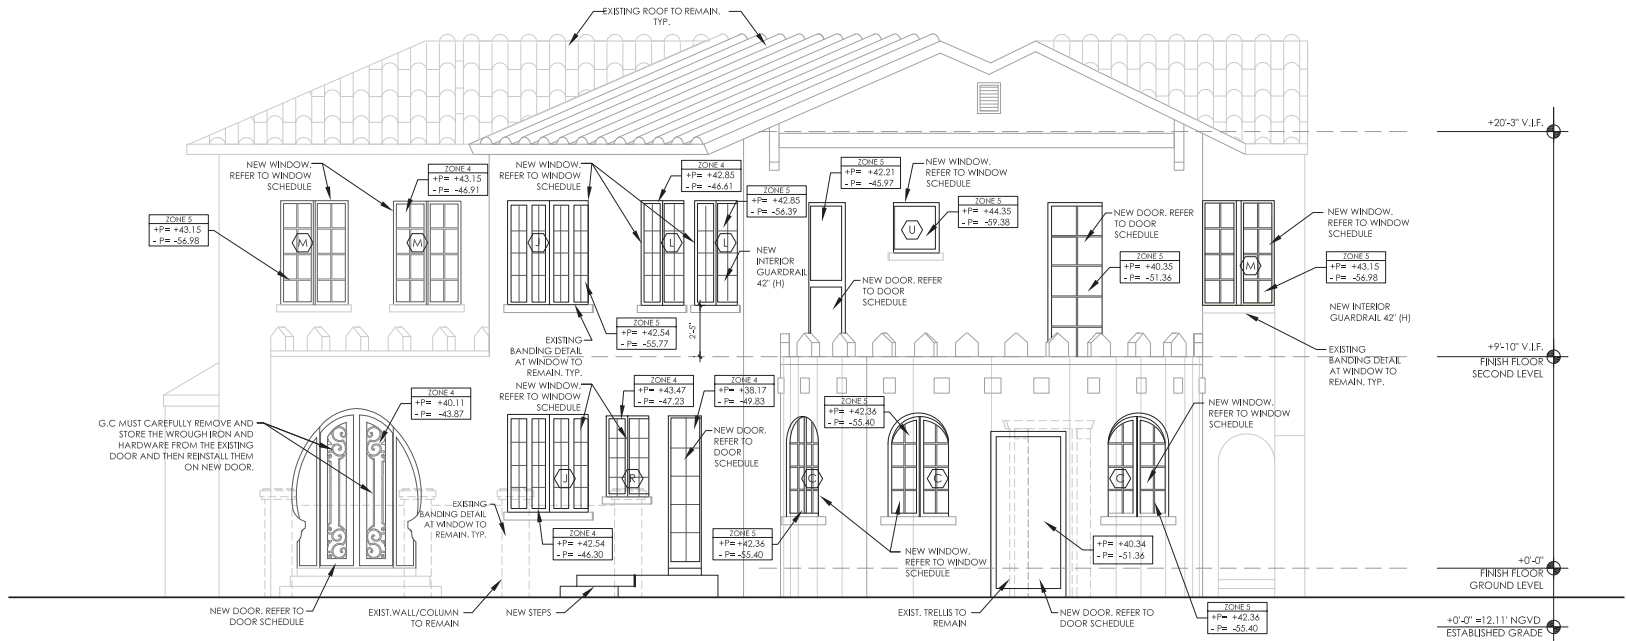 EXISTING ROOF TO REMAIN.
TYP.
+20'-3" V.I.F.
NEW WINDOW.
REFER TO WINDOW
SCHEDULE
ZONE 4
+P= +43.15
- P= -46.91
NEW WINDOW.
REFER TO WINDOW
SCHEDULE
ZONE 4
+P= +42.85
- P= -46.61
ZONE 5
+P= +42.85
- P= -56.39
ZONE 5
+P= +42.21
- P= -45.97
NEW WINDOW.
REFER TO WINDOW
SCHEDULE
ZONE 5
+P= +44.35
- P= -59.38
ZONE 5
+P= +43.15
- P= -56.98
M
M
J
L
L
U
M
NEW
INTERIOR
GUARDRAIL
42" (H)
NEW DOOR. REFER
TO DOOR
SCHEDULE
NEW DOOR. REFER
TO DOOR
SCHEDULE
ZONE 5
+P= +40.35
- P= -51.36
NEW WINDOW.
REFER TO WINDOW
SCHEDULE
ZONE 5
+P= +43.15
- P= -56.98
NEW INTERIOR
GUARDRAIL 42" (H)
ZONE 5
+P= +42.54
- P= -55.77
2'-5"
EXISTING
BANDING DETAIL
AT WINDOW TO
REMAIN. TYP.
EXISTING
BANDING DETAIL
AT WINDOW TO
REMAIN. TYP.
+9'-10" V.I.F.
FINISH FLOOR
SECOND LEVEL
ZONE 4
+P= +40.11
- P= -43.87
NEW WINDOW.
REFER TO WINDOW
SCHEDULE
ZONE 4
+P= +43.47
- P= -47.23
ZONE 4
+P= +38.17
- P= -49.83
ZONE 5
+P= +42.36
- P= -55.40
NEW WINDOW.
REFER TO WINDOW
SCHEDULE
G.C MUST CAREFULLY REMOVE AND
STORE THE WROUGH IRON AND
HARDWARE FROM THE EXISTING
DOOR AND THEN REINSTALL THEM
ON NEW DOOR.
NEW DOOR.
REFER TO
DOOR
SCHEDULE
J
R
C
C
C
EXISTING
BANDING DETAIL
AT WINDOW TO
REMAIN. TYP.
ZONE 4
+P= +42.54
- P= -46.30
ZONE 5
+P= +42.36
- P= -55.40
NEW WINDOW.
REFER TO WINDOW
SCHEDULE
+P= +40.34
- P= -51.36
+0'-0"
FINISH FLOOR
GROUND LEVEL
NEW DOOR. REFER TO
DOOR SCHEDULE
EXIST.WALL/COLUMN
TO REMAIN
NEW STEPS
EXIST. TRELLIS TO
REMAIN
NEW DOOR. REFER TO
DOOR SCHEDULE
ZONE 5
+P= +42.36
- P= -55.40
+0'-0" =12.11' NGVD
ESTABLISHED GRADE